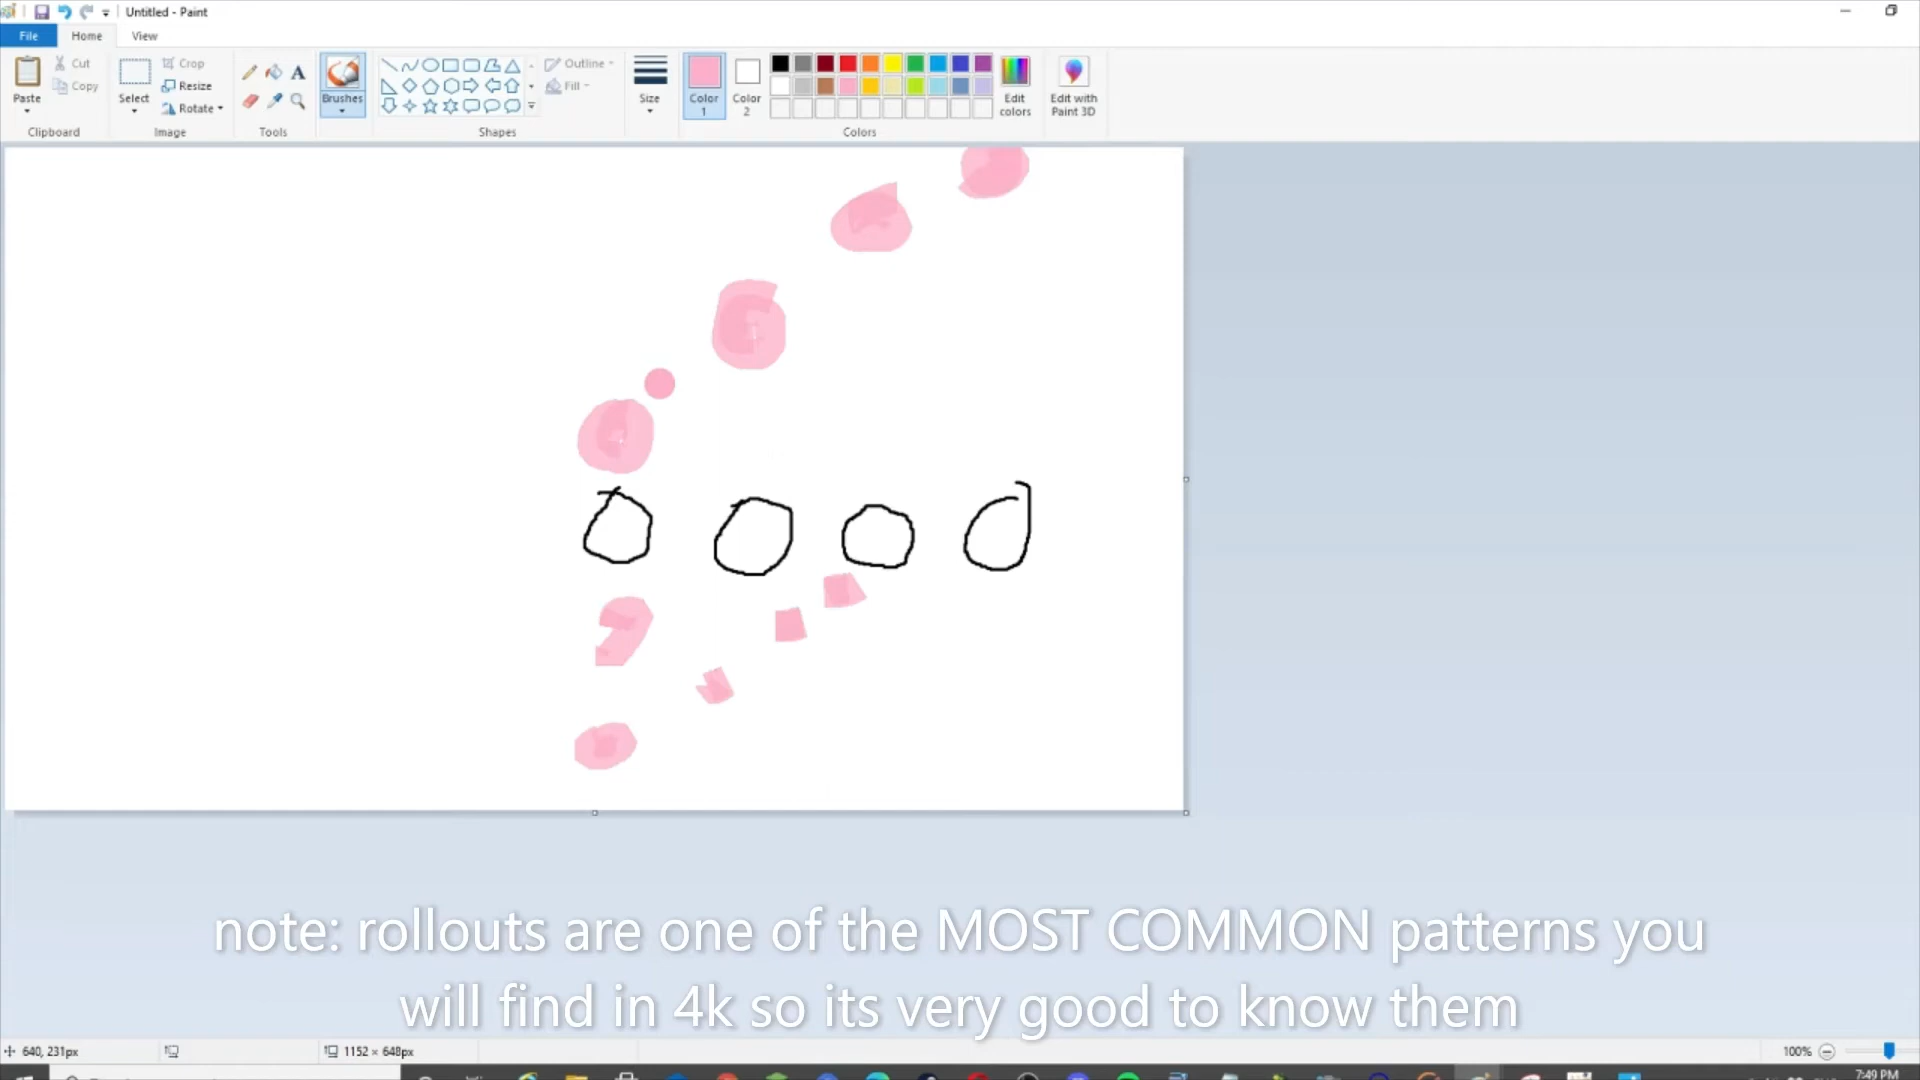 Untitled - Paint
File Home View
Paste
Cut
Copy
Clipboard
Select
Crop
Resize
Rotate
Image
Tools
Brushes
Shapes
Outline
Fill
Size
Color 1
Color 2
Colors
Edit colors
Edit with Paint 3D
note: rollouts are one of the MOST COMMON patterns you
will find in 4k so its very good to know them
640, 231px
1152 × 648px
100%
7:49 PM